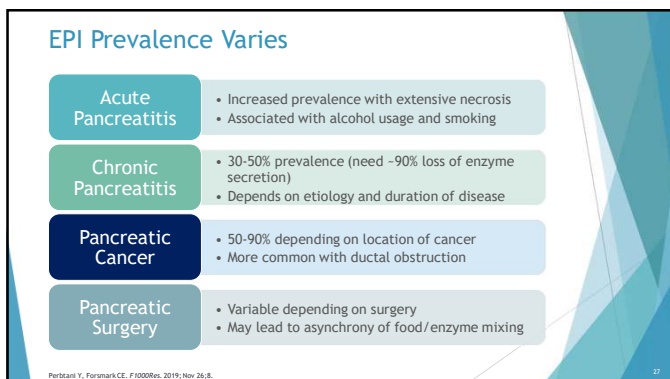 EPI Prevalence Varies
Acute
Pancreatitis
• Increased prevalence with extensive necrosis
• Associated with alcohol usage and smoking
Chronic
Pancreatitis
• 30-50% prevalence (need ~90% loss of enzyme
secretion)
• Depends on etiology and duration of disease
Pancreatic
Cancer
• 50-90% depending on location of cancer
• More common with ductal obstruction
Pancreatic
Surgery
• Variable depending on surgery
• May lead to asynchrony of food/enzyme mixing
Perbtani Y, Forsmark CE. F1000Res. 2019; Nov 26;8.
27